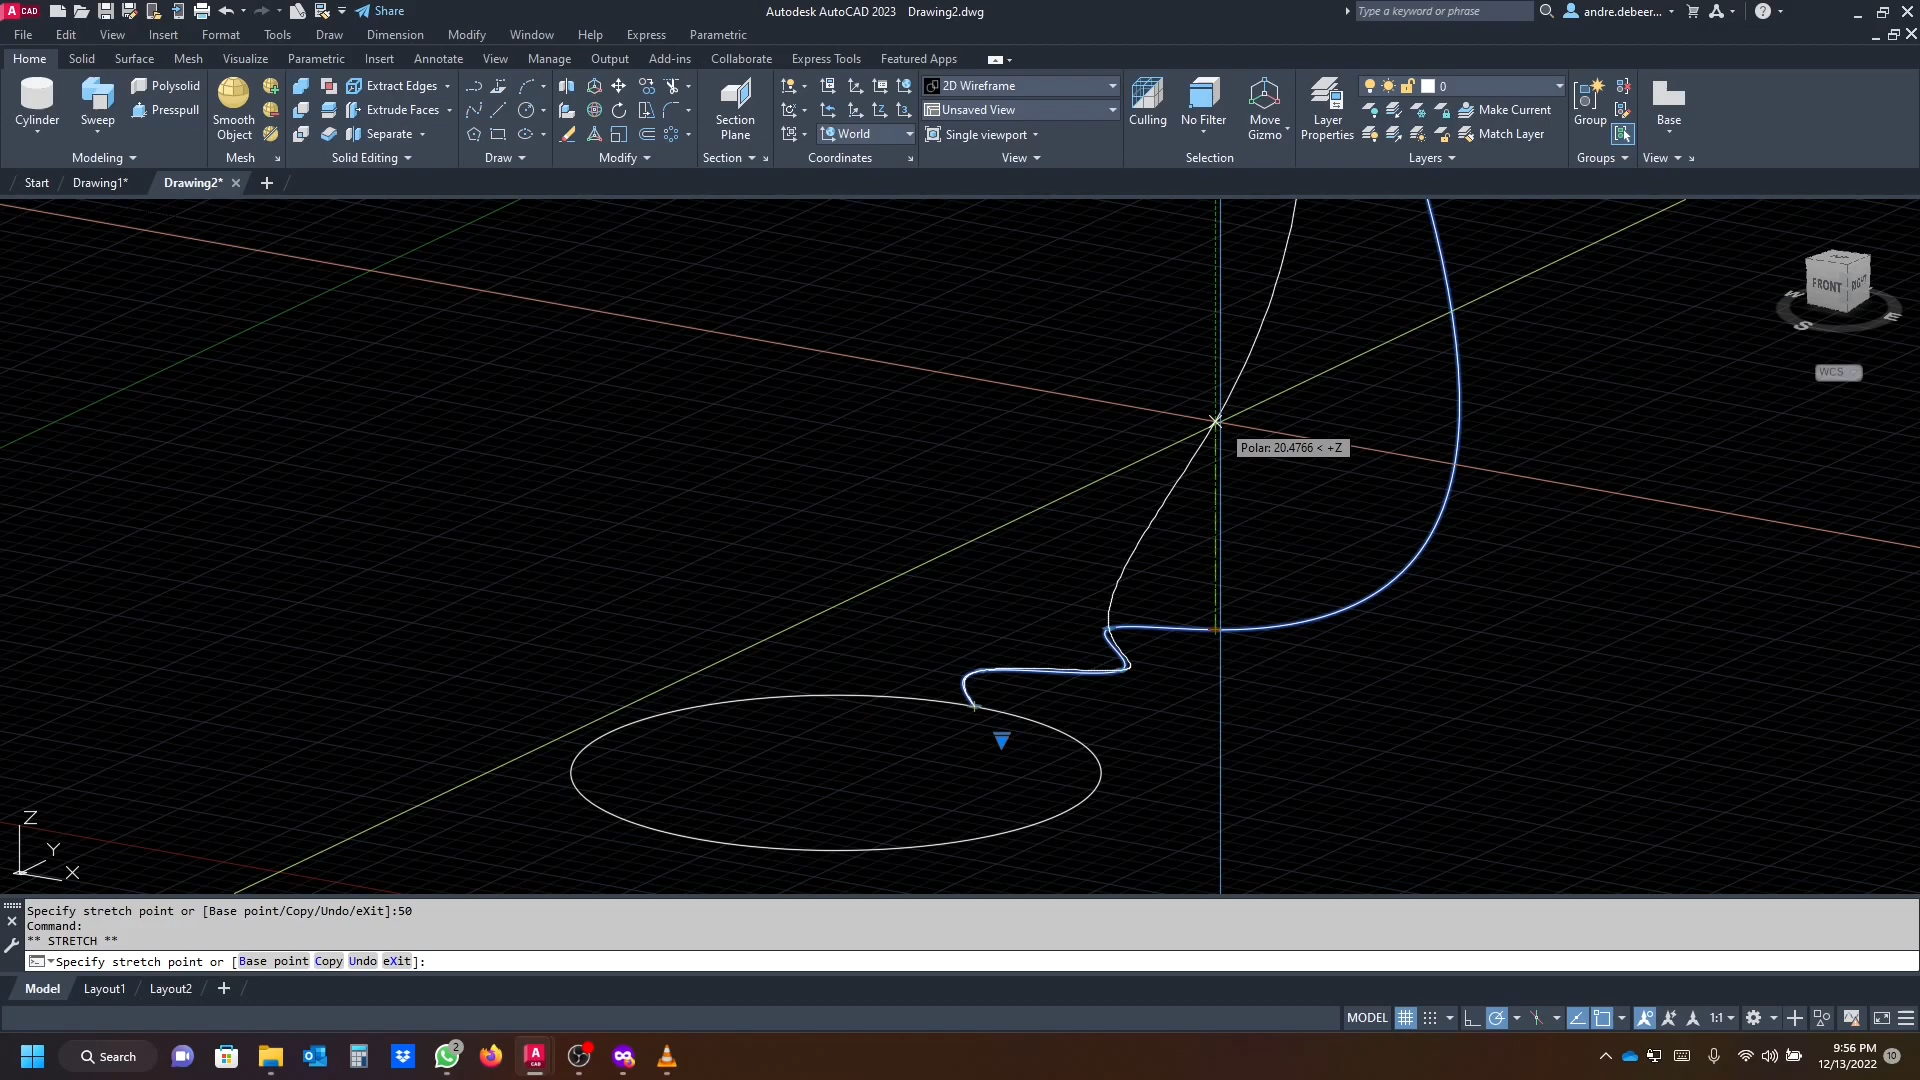 A CAD
Share
Autodesk AutoCAD 2023 Drawing2.dwg
Type a keyword or phrase
andre.debeer...
File Edit View Insert Format Tools Draw Dimension Modify Window Help Express Parametric
Home Solid Surface Mesh Visualize Parametric Insert Annotate View Manage Output Add-ins Collaborate Express Tools Featured Apps
Polysolid
Extract Edges
2D Wireframe
0
Presspull
Extrude Faces
Unsaved View
Make Current
Cylinder
Sweep
Smooth
Object
Separate
Section
Plane
World
Single viewport
Culling
No Filter
Move
Gizmo
Layer
Properties
Match Layer
Group
Base
Modeling
Mesh
Solid Editing
Draw
Modify
Section
Coordinates
View
Selection
Layers
Groups
View
Start
Drawing1*
Drawing2*
FRONT
RIGHT
W
S
E
WCS
Polar: 20.4766 < +Z
Z
Y
X
Specify stretch point or [Base point/Copy/Undo/eXit]:50
Command:
** STRETCH **
Specify stretch point or [Base point Copy Undo eXit]:
Model
Layout1
Layout2
MODEL
1:1
Search
2
A
CAD
9:56 PM
12/13/2022
10